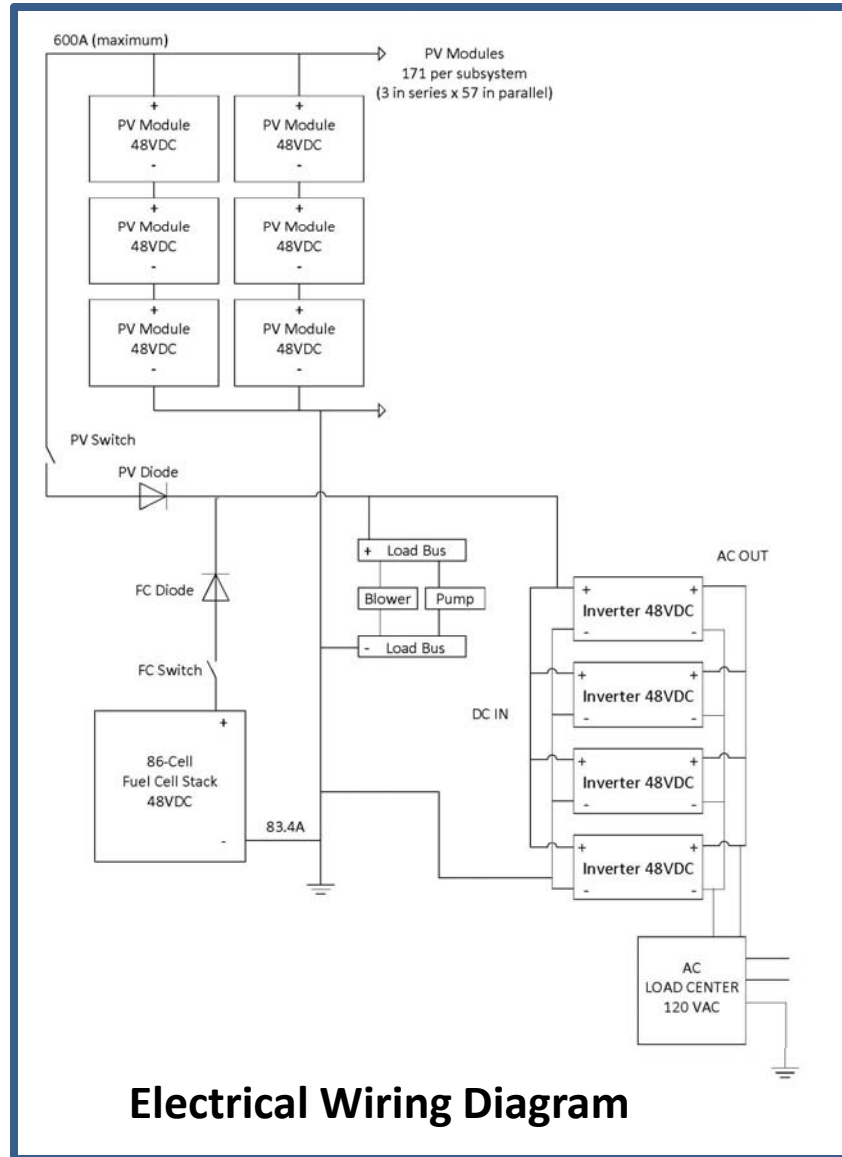 600A (maximum)
PV Modules
171 per subsystem
(3 in series x 57 in parallel)
+
PV Module
48VDC
-
+
PV Module
48VDC
-
+
PV Module
48VDC
-
+
PV Module
48VDC
-
+
PV Module
48VDC
-
+
PV Module
48VDC
-
PV Switch
PV Diode
FC Diode
FC Switch
+
86-Cell
Fuel Cell Stack
48VDC
-
83.4A
+ Load Bus
Blower
Pump
- Load Bus
AC OUT
DC IN
+ +
Inverter 48VDC
- -
+ +
Inverter 48VDC
- -
+ +
Inverter 48VDC
- -
+ +
Inverter 48VDC
- -
AC
LOAD CENTER
120 VAC
Electrical Wiring Diagram